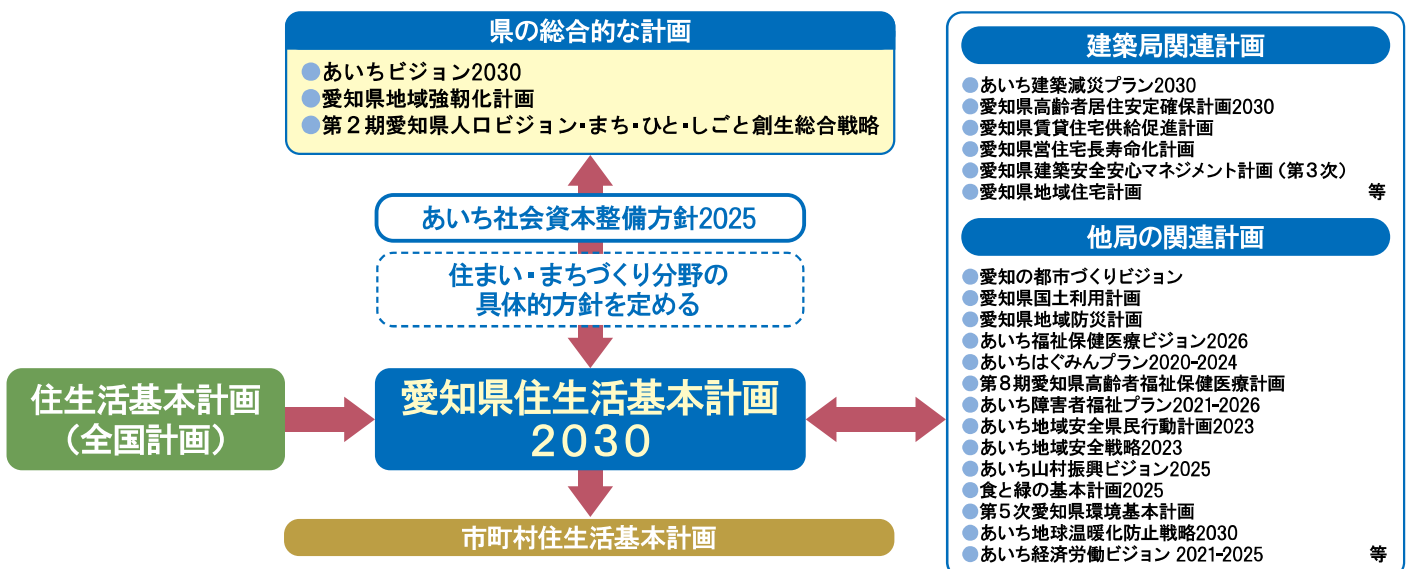 県の総合的な計画
●あいちビジョン2030
●愛知県地域強靭化計画
●第2期愛知県人口ビジョン・まち・ひと・しごと創生総合戦略
あいち社会資本整備方針2025
住まい・まちづくり分野の
具体的方針を定める
住生活基本計画
(全国計画)
愛知県住生活基本計画
2030
市町村住生活基本計画
建築局関連計画
●あいち建築減災プラン2030
●愛知県高齢者居住安定確保計画2030
●愛知県賃貸住宅供給促進計画
●愛知県営住宅長寿命化計画
●愛知県建築安全安心マネジメント計画(第3次)
●愛知県地域住宅計画 等
他局の関連計画
●愛知の都市づくりビジョン
●愛知県国土利用計画
●愛知県地域防災計画
●あいち福祉保健医療ビジョン2026
●あいちはぐみんプラン2020-2024
●第8期愛知県高齢者福祉保健医療計画
●あいち障害者福祉プラン2021-2026
●あいち地域安全県民行動計画2023
●あいち地域安全戦略2023
●あいち山村振興ビジョン2025
●食と緑の基本計画2025
●第5次愛知県環境基本計画
●あいち地球温暖化防止戦略2030
●あいち経済労働ビジョン 2021-2025 等